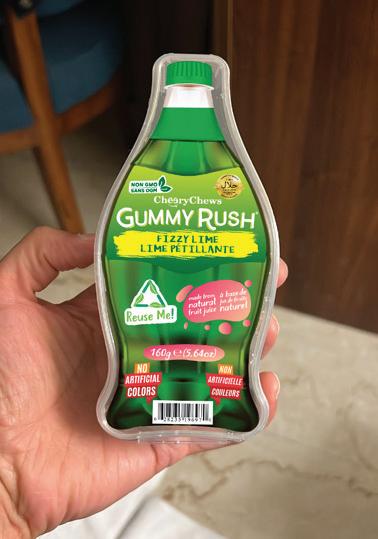 NON GMO
SANS OGM
CheeryChews
GUMMY RUSH
FIZZY LIME
LIME PÉTILLANTE
Reuse Me!
made from
natural
fruit juice
à base de
jus de fruits
naturel
160g e (5.64oz)
NO
ARTIFICIAL
COLORS
NON
ARTIFICIELLE
COULEURS